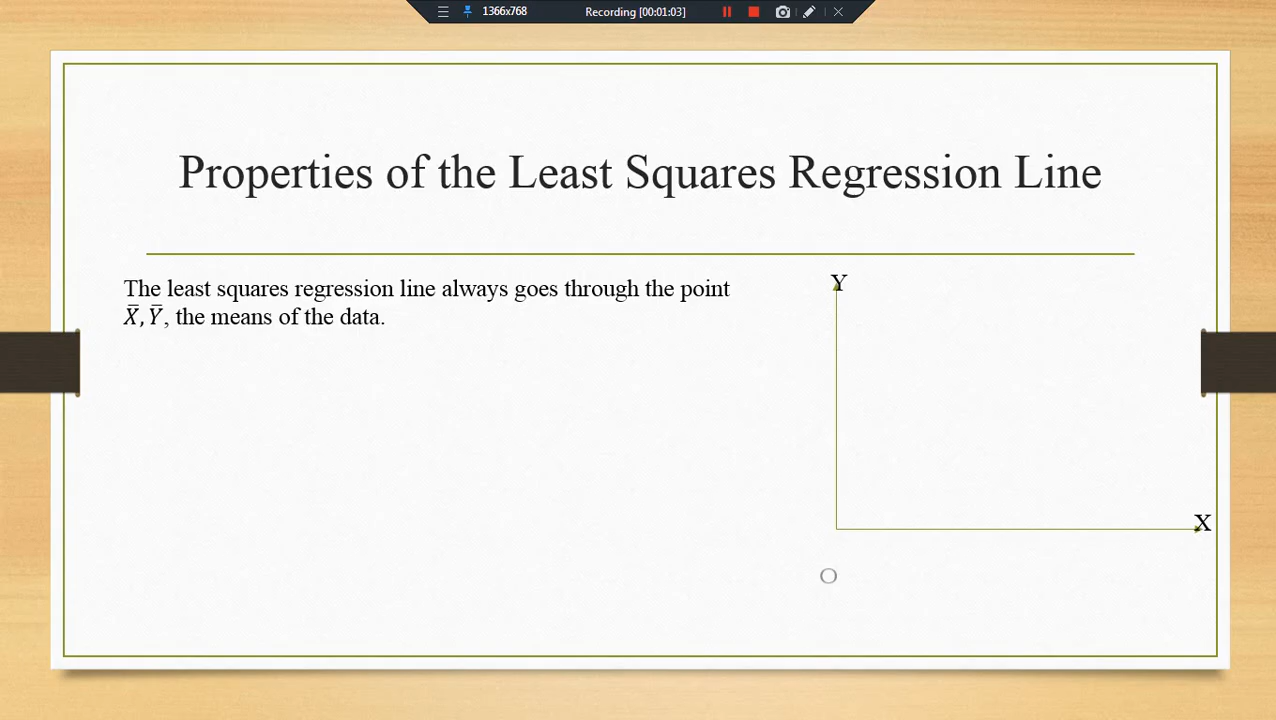 1366x768
Recording [00:01:03]
Properties of the Least Squares Regression Line
The least squares regression line always goes through the point
X̄, Ȳ, the means of the data.
Y
X
O